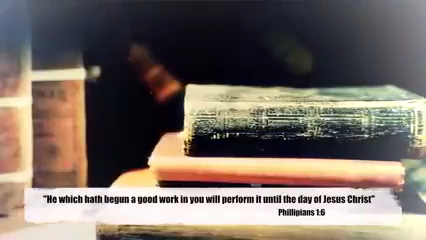 "He which hath begun a good work in you will perform it until the day of Jesus Christ"
Phillipians 1:6